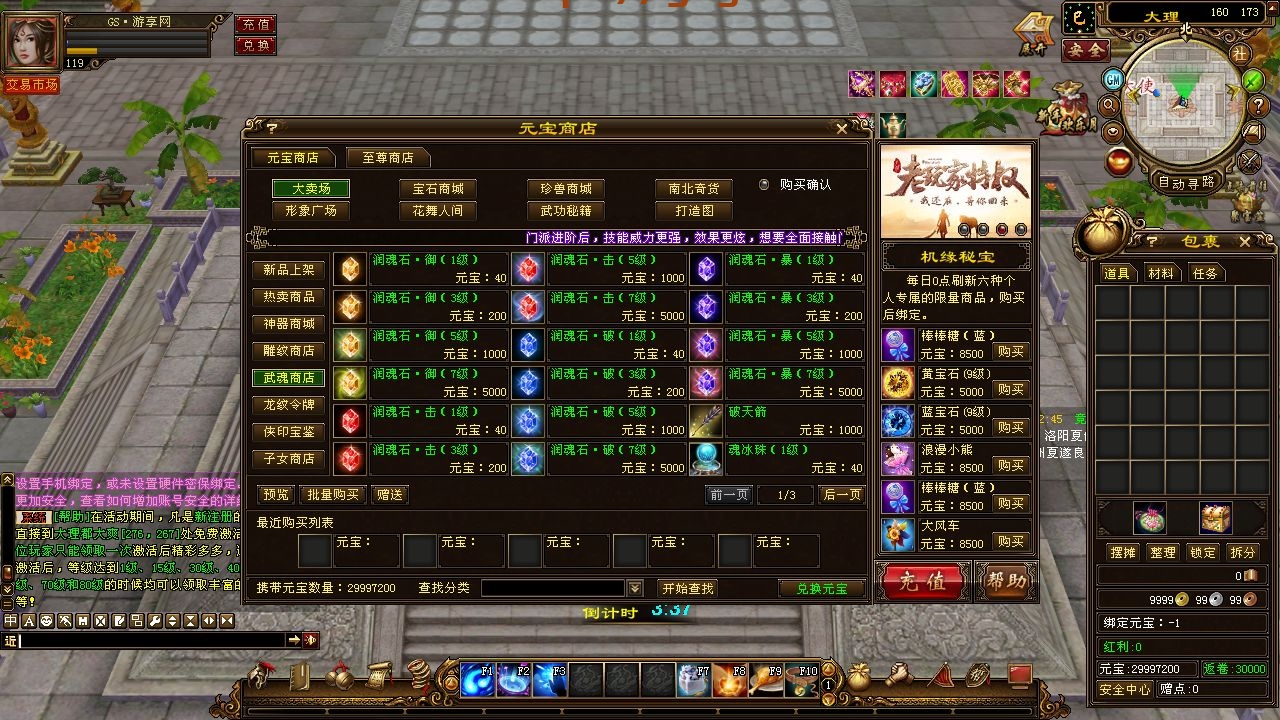 GS·游享网
充值
兑换
119
交易市场
展开
安全
大理
160 173
北
社
GM
自动寻路
元宝商店
元宝商店
至尊商店
大卖场
宝石商城
珍兽商城
南北奇货
购买确认
形象广场
花舞人间
武功秘籍
打造图
门派进阶后，技能威力更强，效果更炫，想要全面接触门
新品上架
热卖商品
神器商城
雕纹商店
武魂商店
龙纹令牌
侠印宝鉴
子女商店
润魂石·御（1级）
元宝：40
润魂石·击（5级）
元宝：1000
润魂石·暴（1级）
元宝：40
润魂石·御（3级）
元宝：200
润魂石·击（7级）
元宝：5000
润魂石·暴（3级）
元宝：200
润魂石·御（5级）
元宝：1000
润魂石·破（1级）
元宝：40
润魂石·暴（5级）
元宝：1000
润魂石·御（7级）
元宝：5000
润魂石·破（3级）
元宝：200
润魂石·暴（7级）
元宝：5000
润魂石·击（1级）
元宝：40
润魂石·破（5级）
元宝：1000
破天箭
元宝：1000
润魂石·击（3级）
元宝：200
润魂石·破（7级）
元宝：5000
魂冰珠（1级）
元宝：40
预览
批量购买
赠送
前一页
1/3
后一页
最近购买列表
元宝：
元宝：
元宝：
元宝：
元宝：
携带元宝数量：29997200
查找分类
开始查找
兑换元宝
老玩家特权
我还在，等你回来
机缘秘宝
每日0点刷新六种个
人专属的限量商品，购买
后绑定。
棒棒糖（蓝）
元宝：8500
购买
黄宝石（9级）
元宝：5000
购买
蓝宝石（9级）
元宝：5000
购买
浪漫小熊
元宝：8500
购买
棒棒糖（蓝）
元宝：8500
购买
大风车
元宝：8500
购买
充值
帮助
包裹
道具
材料
任务
摆摊
整理
锁定
拆分
0
9999
99
99
绑定元宝：-1
红利:0
元宝:29997200
返卷:30000
安全中心
赠点:0
2:45
洛阳夏
设置手机绑定，或未设置硬件密保绑定，
更加安全，查看如何增加账号安全的详细
[帮助]在活动期间，凡是新注册的
直接到大理都大爽[276，267]处免费激活
位玩家只能领取一次激活后精彩多多，
激活后，等级达到1级、15级、30级、40
级、70级和80级的时候均可以领取丰富的
等！
近
倒计时 3:37
F1
F2
F3
F7
F8
F9
F10